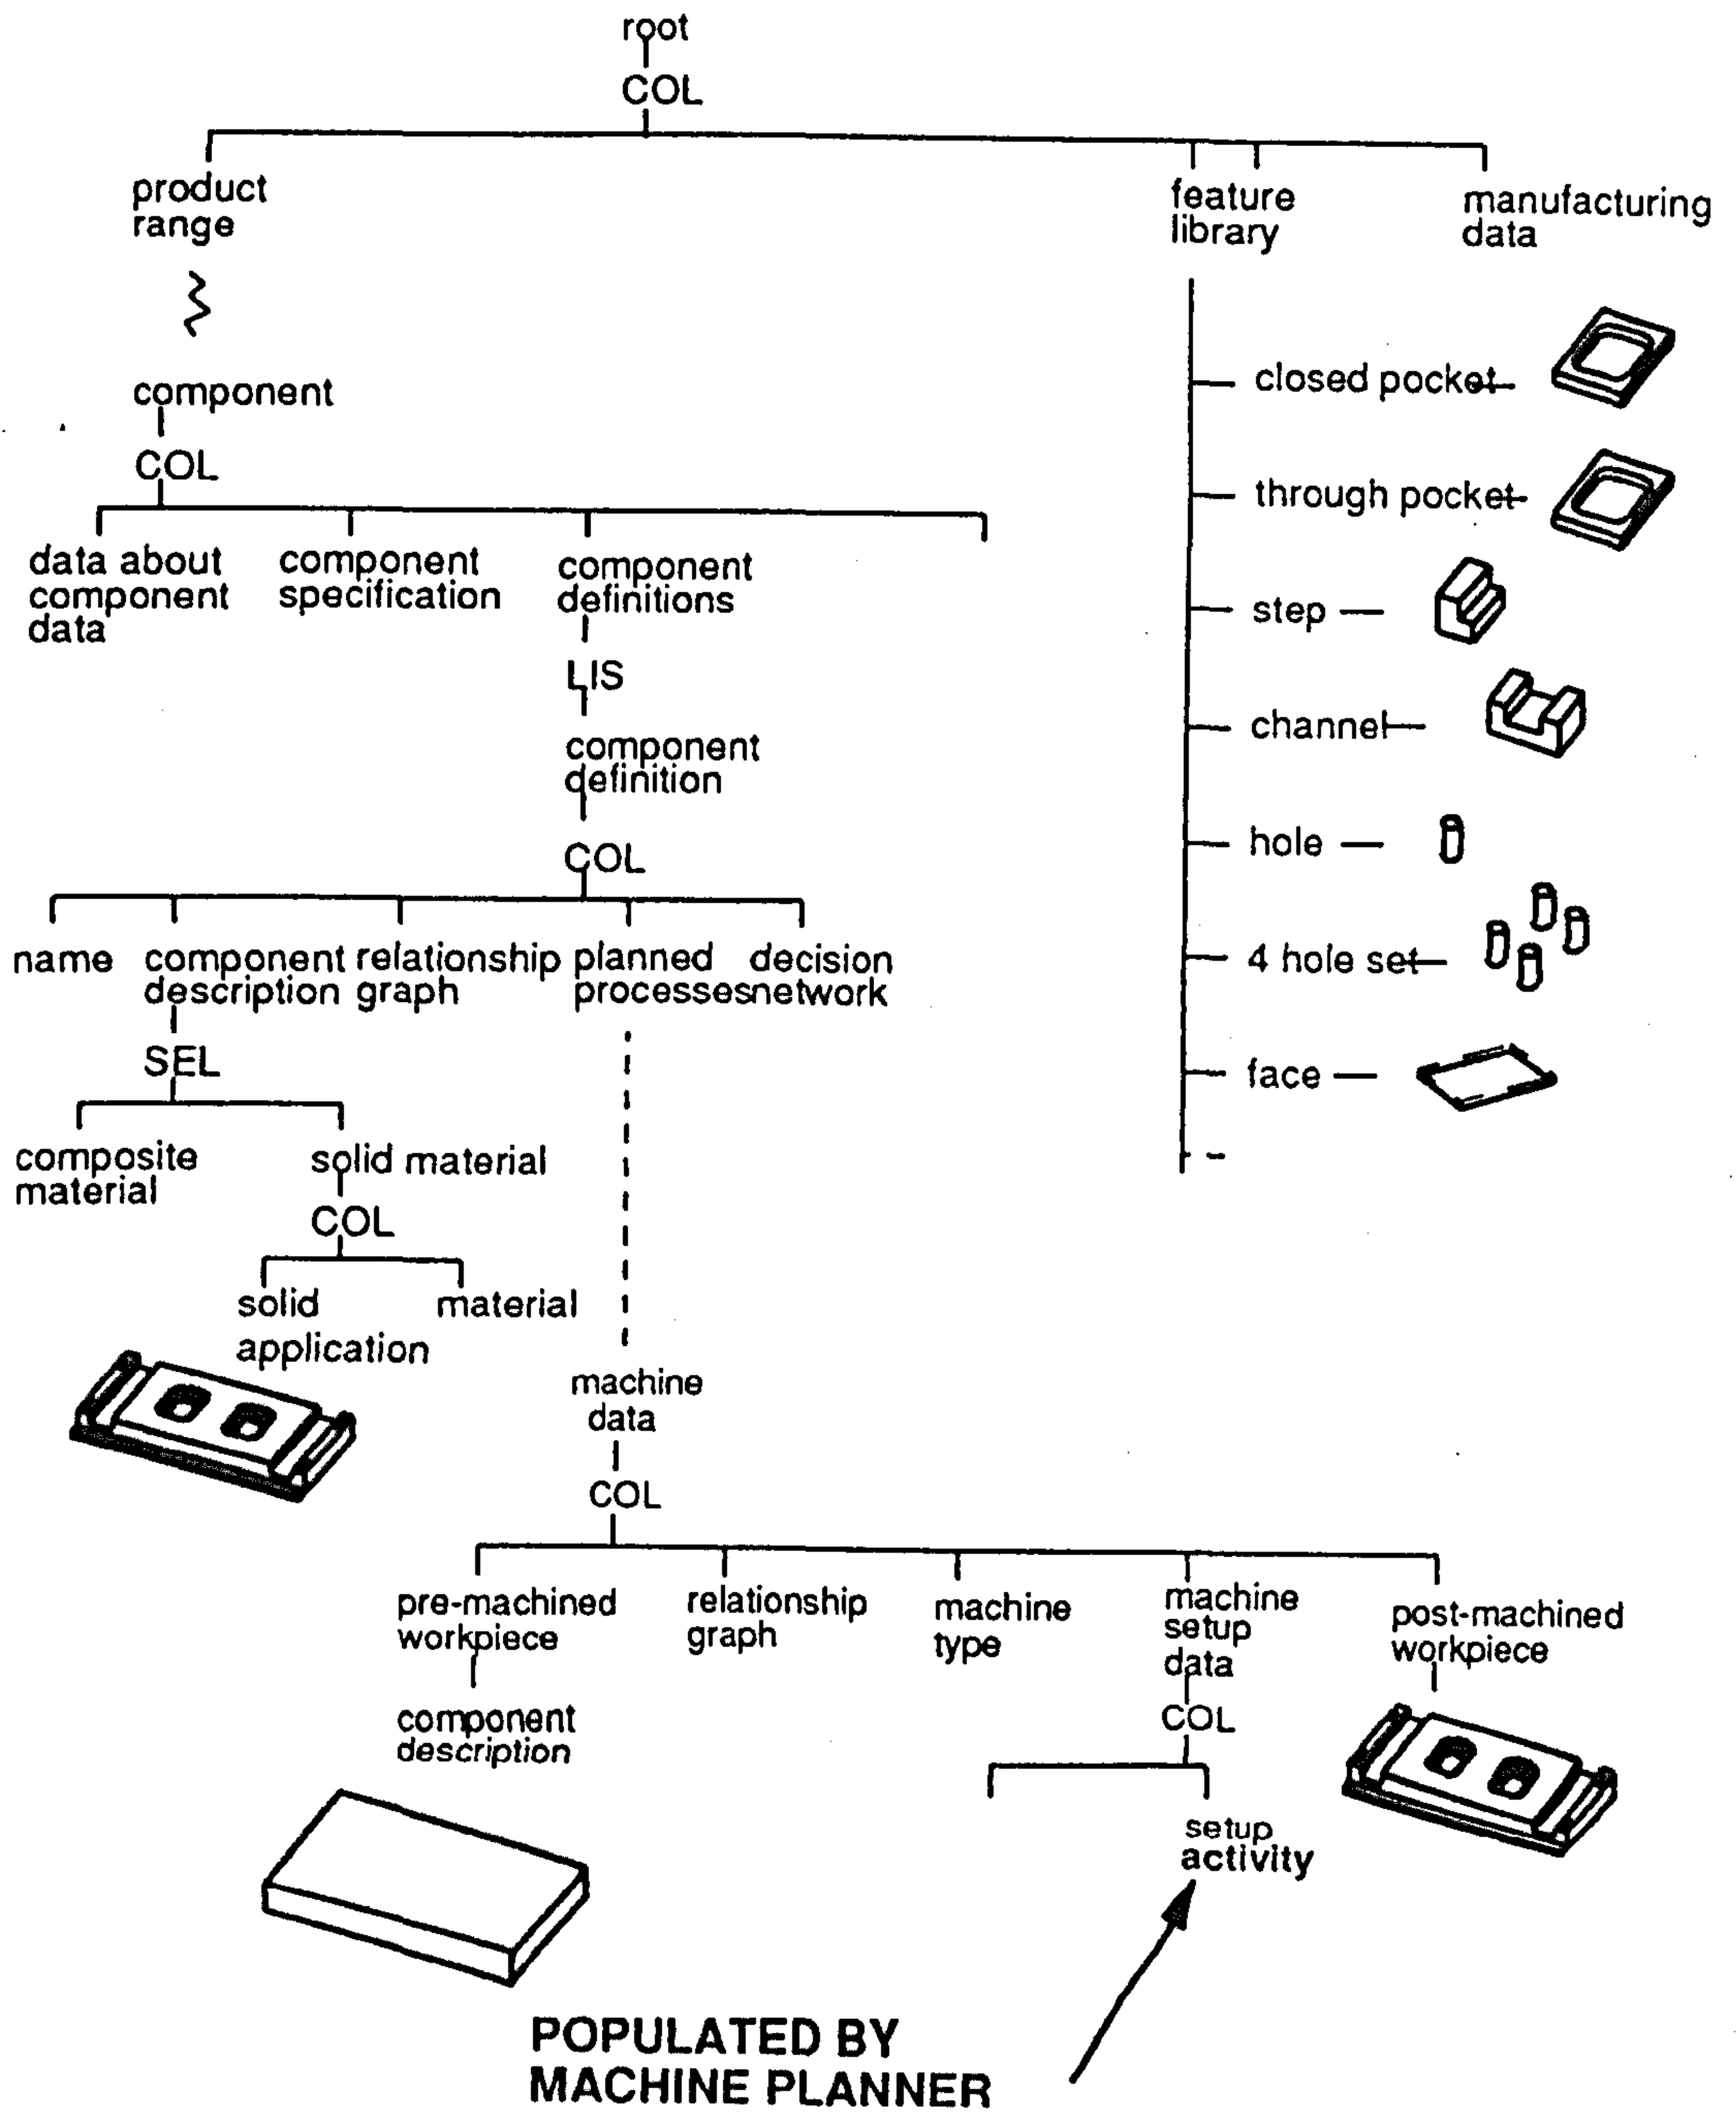 root
COL
product
range
feature
library
manufacturing
data
component
COL
data about
component
data
component
specification
component
definitions
LIS
component
definition
COL
name
component
description
relationship
graph
planned
processes
decision
network
SEL
composite
material
solid material
COL
solid
application
material
closed pocket
through pocket
step
channel
hole
4 hole set
face
machine
data
COL
pre-machined
workpiece
component
description
relationship
graph
machine
type
machine
setup
data
COL
setup
activity
post-machined
workpiece
POPULATED BY
MACHINE PLANNER